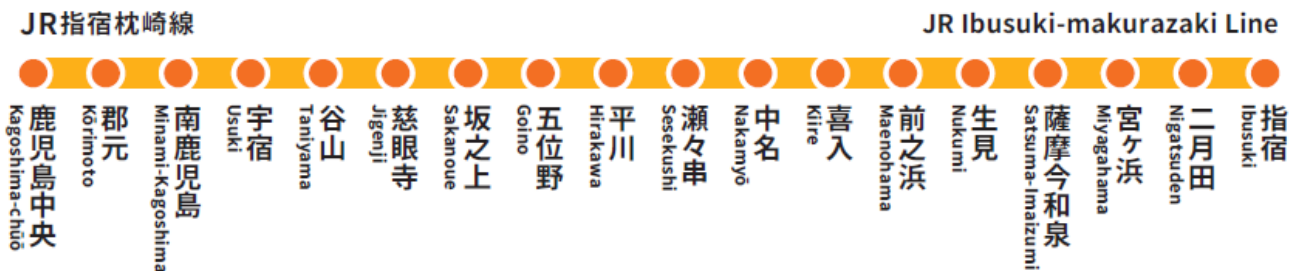 JR指宿枕崎線
JR Ibusuki-makurazaki Line
鹿児島中央
Kagoshima-chūō
郡元
Kōrimoto
南鹿児島
Minami-Kagoshima
宇宿
Usuki
谷山
Taniyama
慈眼寺
Jigenji
坂之上
Sakanoue
五位野
Goino
平川
Hirakawa
瀬々串
Sesekushi
中名
Nakamyō
喜入
Kiire
前之浜
Maenohama
生見
Nukumi
薩摩今和泉
Satsuma-Imaizumi
宮ヶ浜
Miyagahama
二月田
Nigatsuden
指宿
Ibusuki